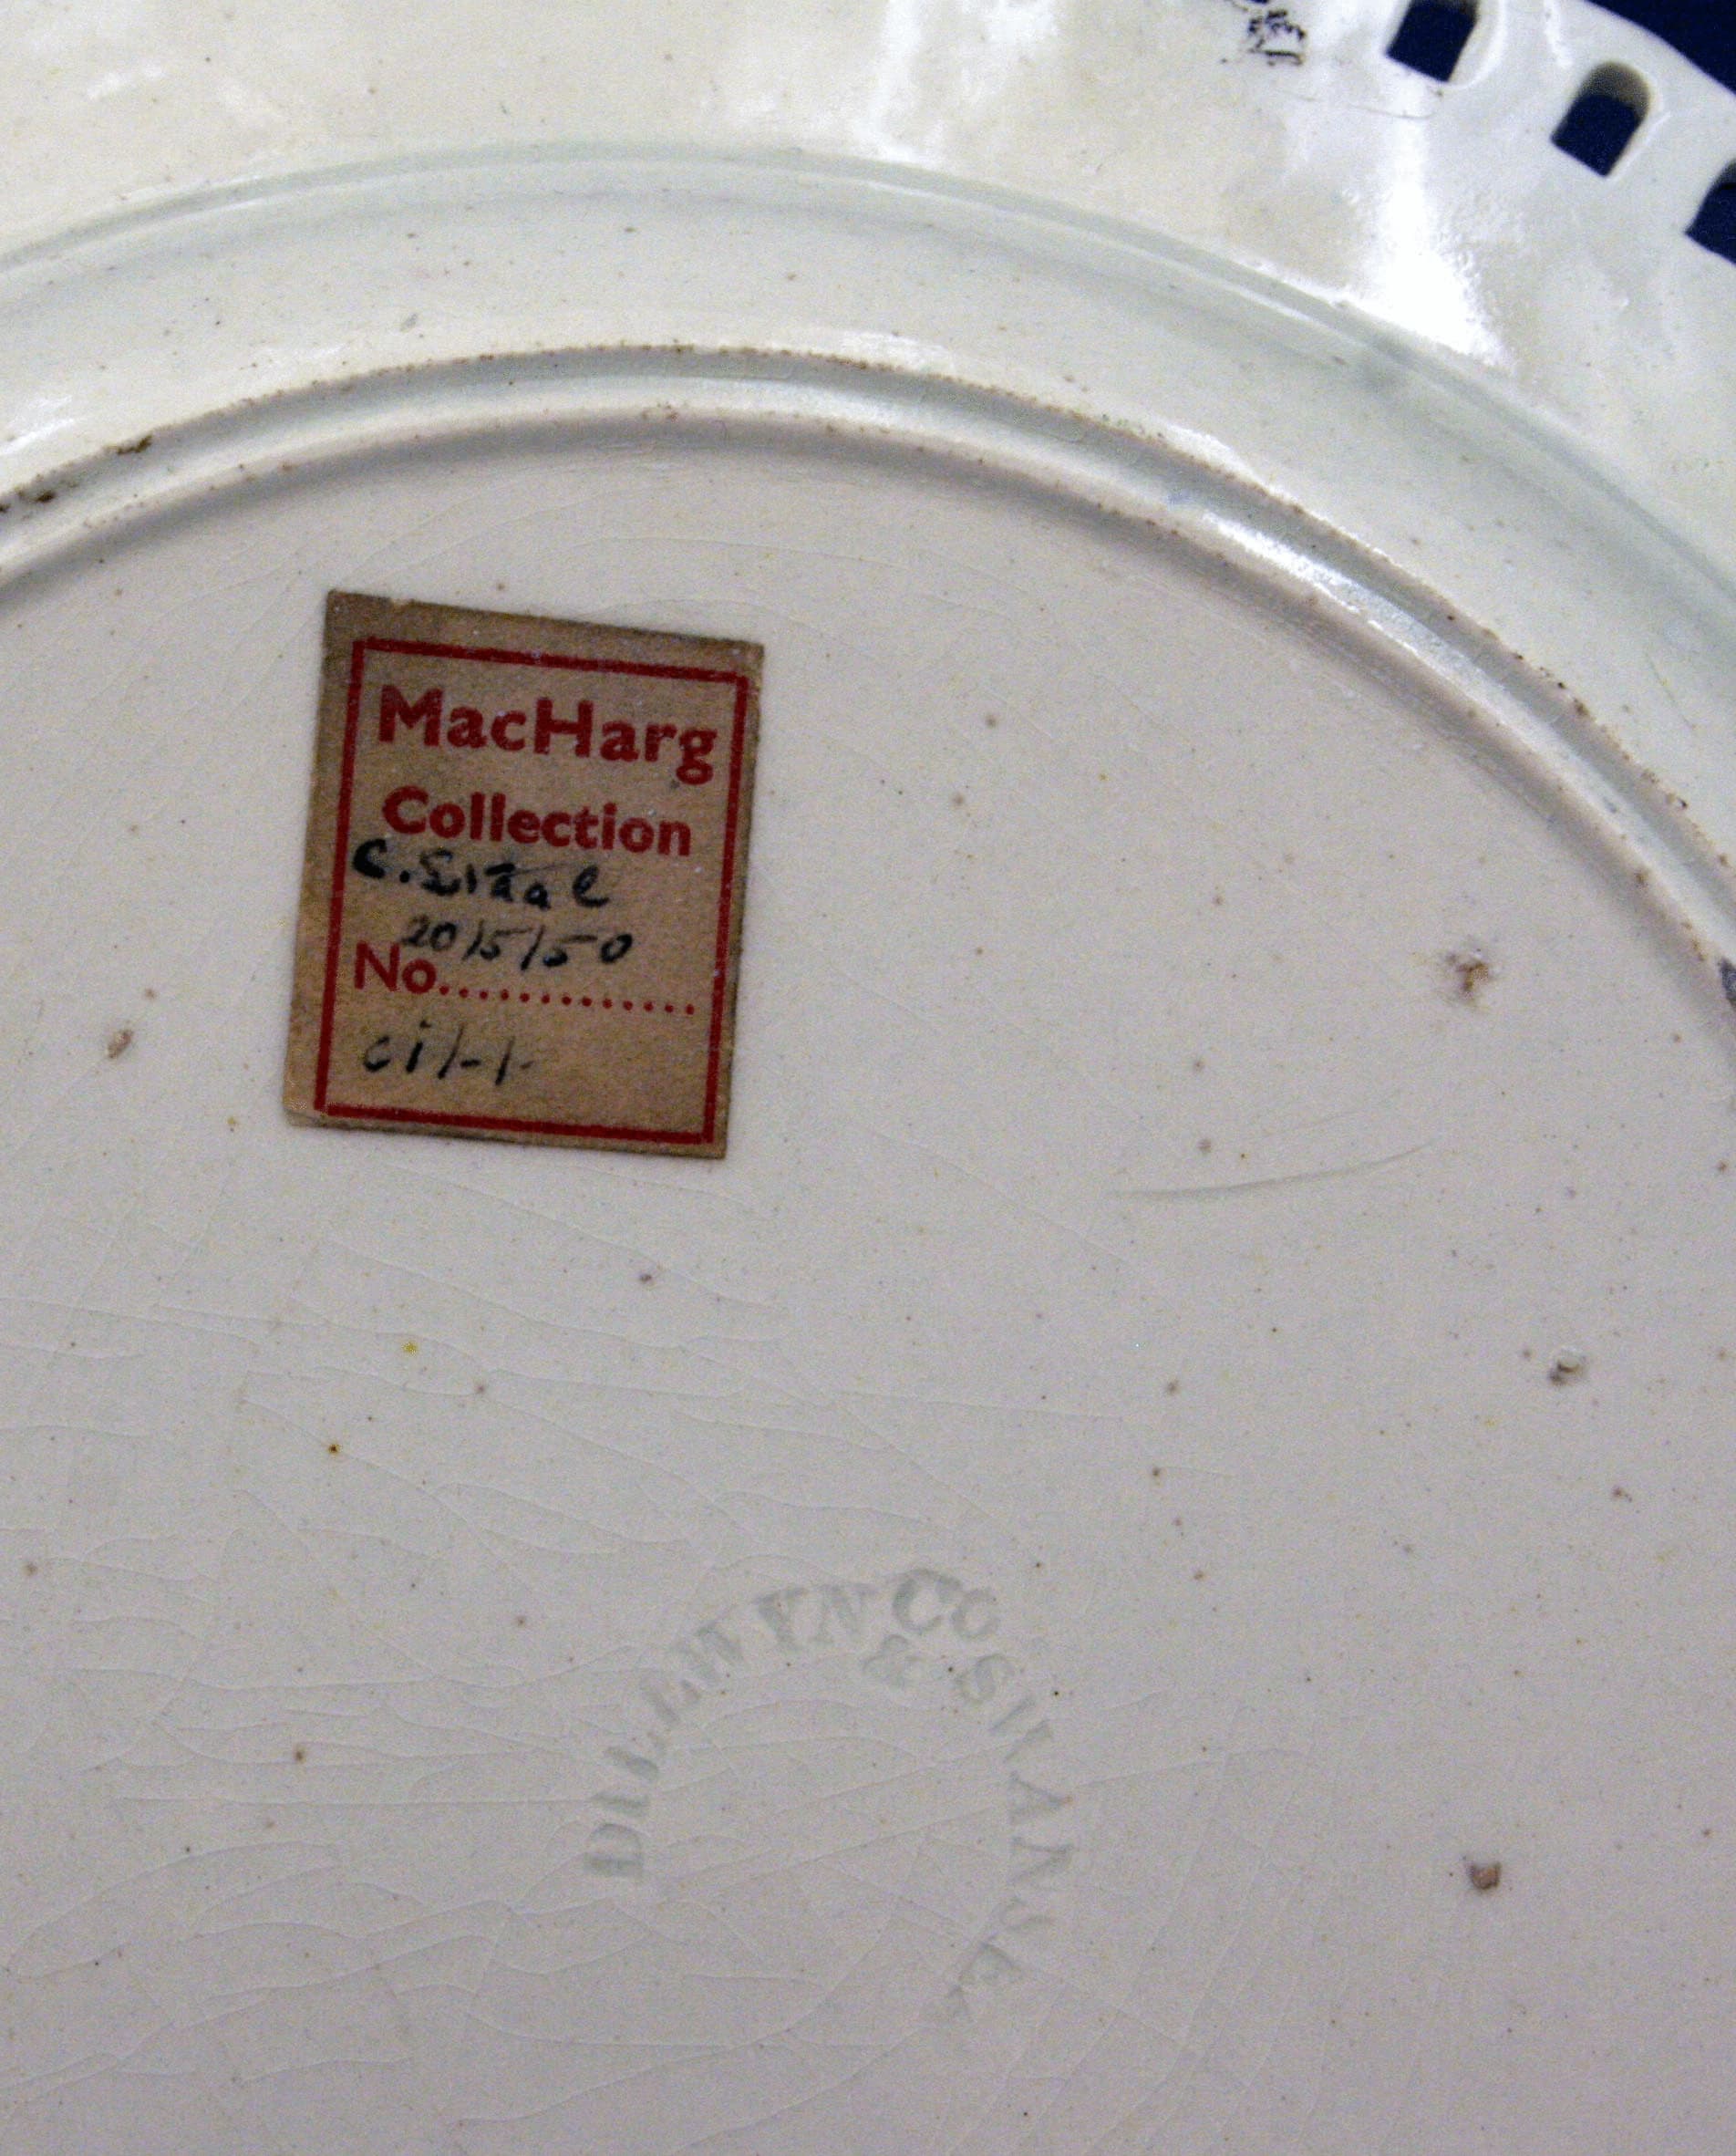 MacHarg
Collection
20/5/50
No.............
DILLWYN & Co SWANSEA